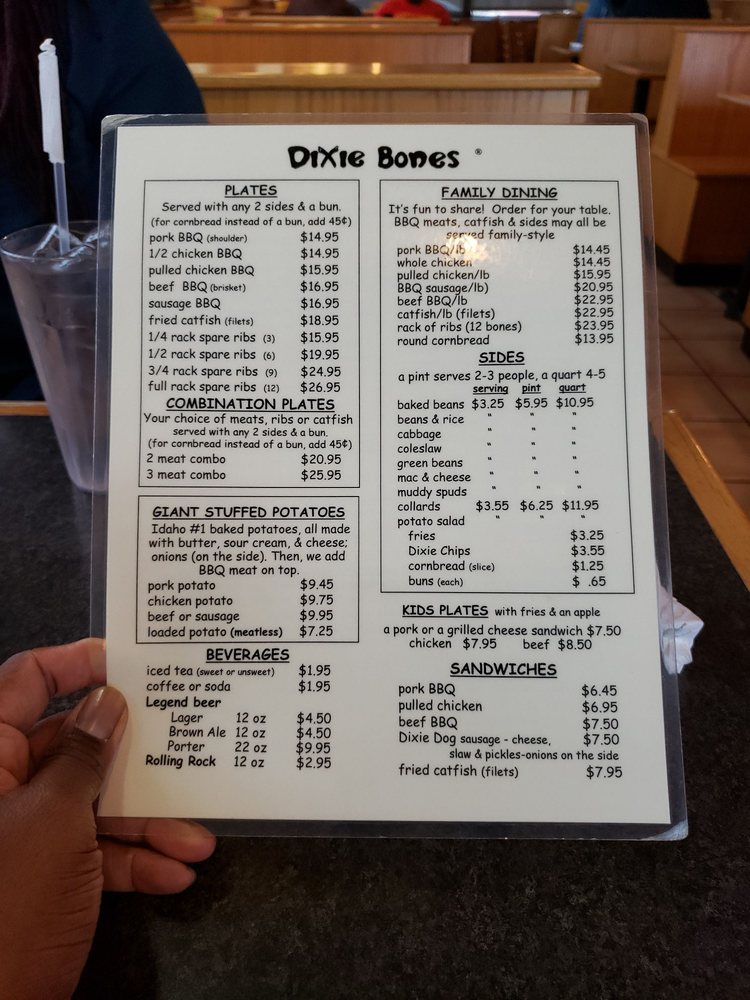 Dixie Bones ®
PLATES
Served with any 2 sides & a bun.
(for cornbread instead of a bun, add 45¢)
pork BBQ (shoulder) $14.95
1/2 chicken BBQ $14.95
pulled chicken BBQ $15.95
beef BBQ (brisket) $16.95
sausage BBQ $16.95
fried catfish (filets) $18.95
1/4 rack spare ribs (3) $15.95
1/2 rack spare ribs (6) $19.95
3/4 rack spare ribs (9) $24.95
full rack spare ribs (12) $26.95
COMBINATION PLATES
Your choice of meats, ribs or catfish
served with any 2 sides & a bun.
(for cornbread instead of a bun, add 45¢)
2 meat combo $20.95
3 meat combo $25.95
GIANT STUFFED POTATOES
Idaho #1 baked potatoes, all made
with butter, sour cream, & cheese;
onions (on the side). Then, we add
BBQ meat on top.
pork potato $9.45
chicken potato $9.75
beef or sausage $9.95
loaded potato (meatless) $7.25
BEVERAGES
iced tea (sweet or unsweet) $1.95
coffee or soda $1.95
Legend beer
Lager 12 oz $4.50
Brown Ale 12 oz $4.50
Porter 22 oz $9.95
Rolling Rock 12 oz $2.95
FAMILY DINING
It's fun to share! Order for your table.
BBQ meats, catfish & sides may all be
served family-style
pork BBQ/lb $14.45
whole chicken $14.45
pulled chicken/lb $15.95
BBQ sausage/lb) $20.95
beef BBQ/lb $22.95
catfish/lb (filets) $22.95
rack of ribs (12 bones) $23.95
round cornbread $13.95
SIDES
a pint serves 2-3 people, a quart 4-5
serving pint quart
baked beans $3.25 $5.95 $10.95
beans & rice " " "
cabbage " " "
coleslaw " " "
green beans " " "
mac & cheese " " "
muddy spuds " " "
collards $3.55 $6.25 $11.95
potato salad " " "
fries $3.25
Dixie Chips $3.55
cornbread (slice) $1.25
buns (each) $ .65
KIDS PLATES with fries & an apple
a pork or a grilled cheese sandwich $7.50
chicken $7.95 beef $8.50
SANDWICHES
pork BBQ $6.45
pulled chicken $6.95
beef BBQ $7.50
Dixie Dog sausage - cheese, $7.50
slaw & pickles-onions on the side
fried catfish (filets) $7.95